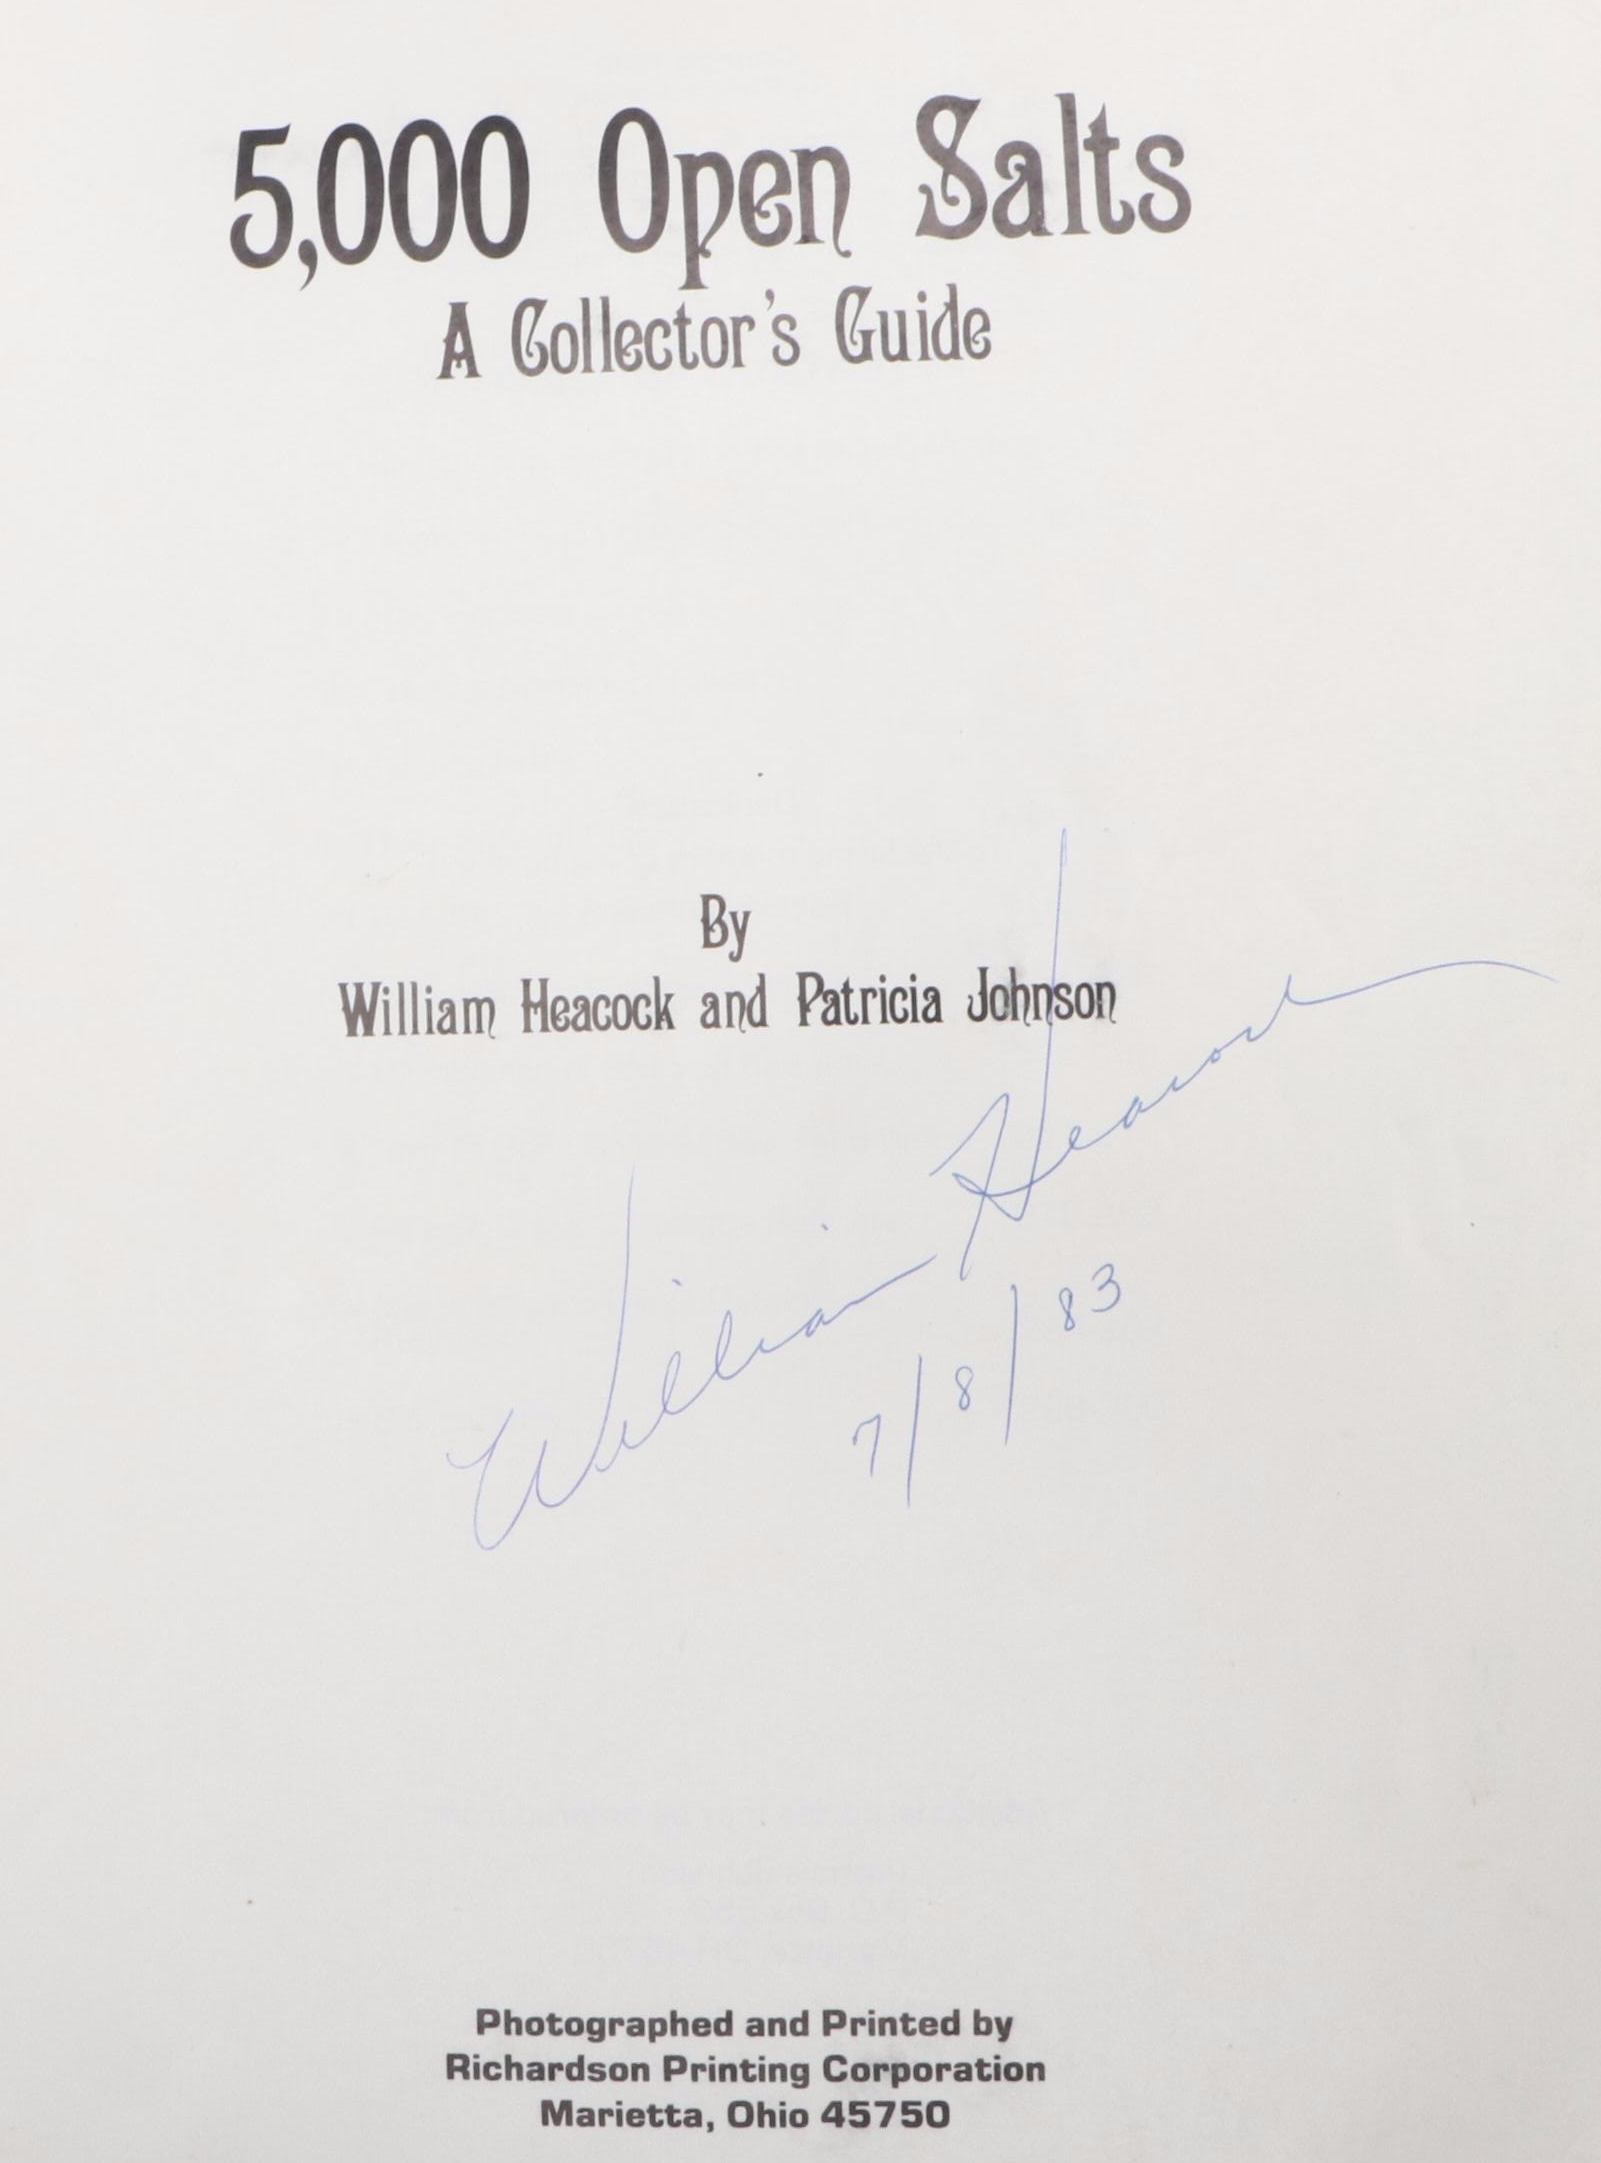 5,000 Open Salts
A Collector's Guide
By
William Heacock and Patricia Johnson
William Heacock
7/8/83
Photographed and Printed by
Richardson Printing Corporation
Marietta, Ohio 45750